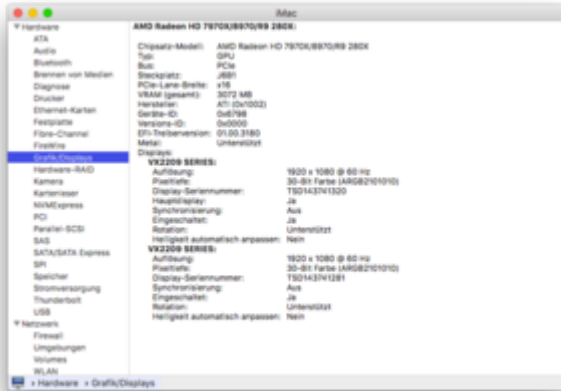 iMac
Hardware
ATA
Audio
Bluetooth
Brennen von Medien
Diagnose
Drucker
Ethernet-Karten
Festplatte
Fibre-Channel
FireWire
Grafik/Displays
Hardware-RAID
Kamera
Kartenleser
NVMExpress
PCI
Parallel-SCSI
SAS
SATA/SATA Express
SPI
Speicher
Stromversorgung
Thunderbolt
USB
Netzwerk
Firewall
Umgebungen
Volumes
WLAN
AMD Radeon HD 7970X/8970/R9 280X:
Chipsatz-Modell: AMD Radeon HD 7970X/8970/R9 280X
Typ: GPU
Bus: PCIe
Steckplatz: J6B1
PCIe-Lane-Breite: x16
VRAM (gesamt): 3072 MB
Hersteller: ATI (0x1002)
Geräte-ID: 0x6798
Versions-ID: 0x0000
EFI-Treiberversion: 01.00.3180
Metal: Unterstützt
Displays:
VX2209 SERIES:
Auflösung: 1920 x 1080 @ 60 Hz
Pixeltiefe: 30-Bit Farbe (ARGB2101010)
Display-Seriennummer: TSD143741320
Hauptdisplay: Ja
Synchronisierung: Aus
Eingeschaltet: Ja
Rotation: Unterstützt
Helligkeit automatisch anpassen: Nein
VX2209 SERIES:
Auflösung: 1920 x 1080 @ 60 Hz
Pixeltiefe: 30-Bit Farbe (ARGB2101010)
Display-Seriennummer: TSD143741281
Synchronisierung: Aus
Eingeschaltet: Ja
Rotation: Unterstützt
Helligkeit automatisch anpassen: Nein
Hardware › Grafik/Displays